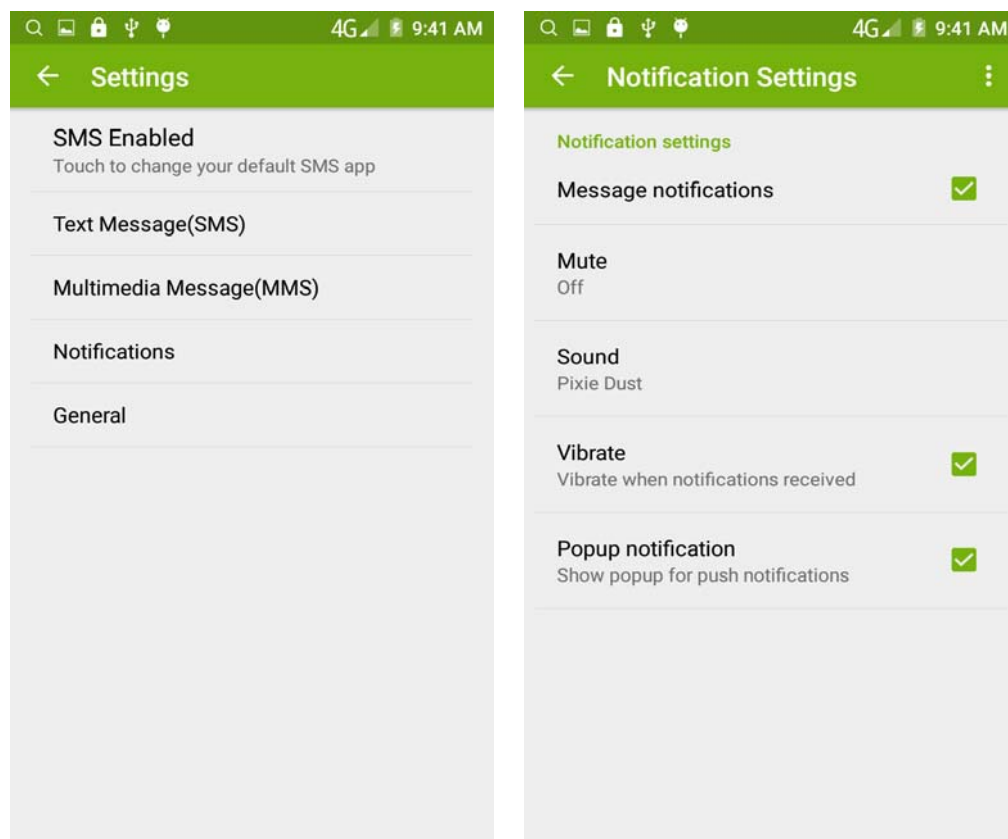 4G 9:41 AM
Settings
SMS Enabled
Touch to change your default SMS app
Text Message(SMS)
Multimedia Message(MMS)
Notifications
General
4G 9:41 AM
Notification Settings
Notification settings
Message notifications
Mute
Off
Sound
Pixie Dust
Vibrate
Vibrate when notifications received
Popup notification
Show popup for push notifications